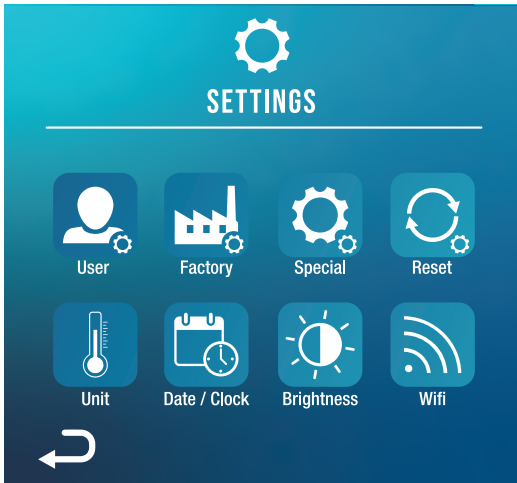 SETTINGS
User Factory Special Reset
Unit Date / Clock Brightness Wifi